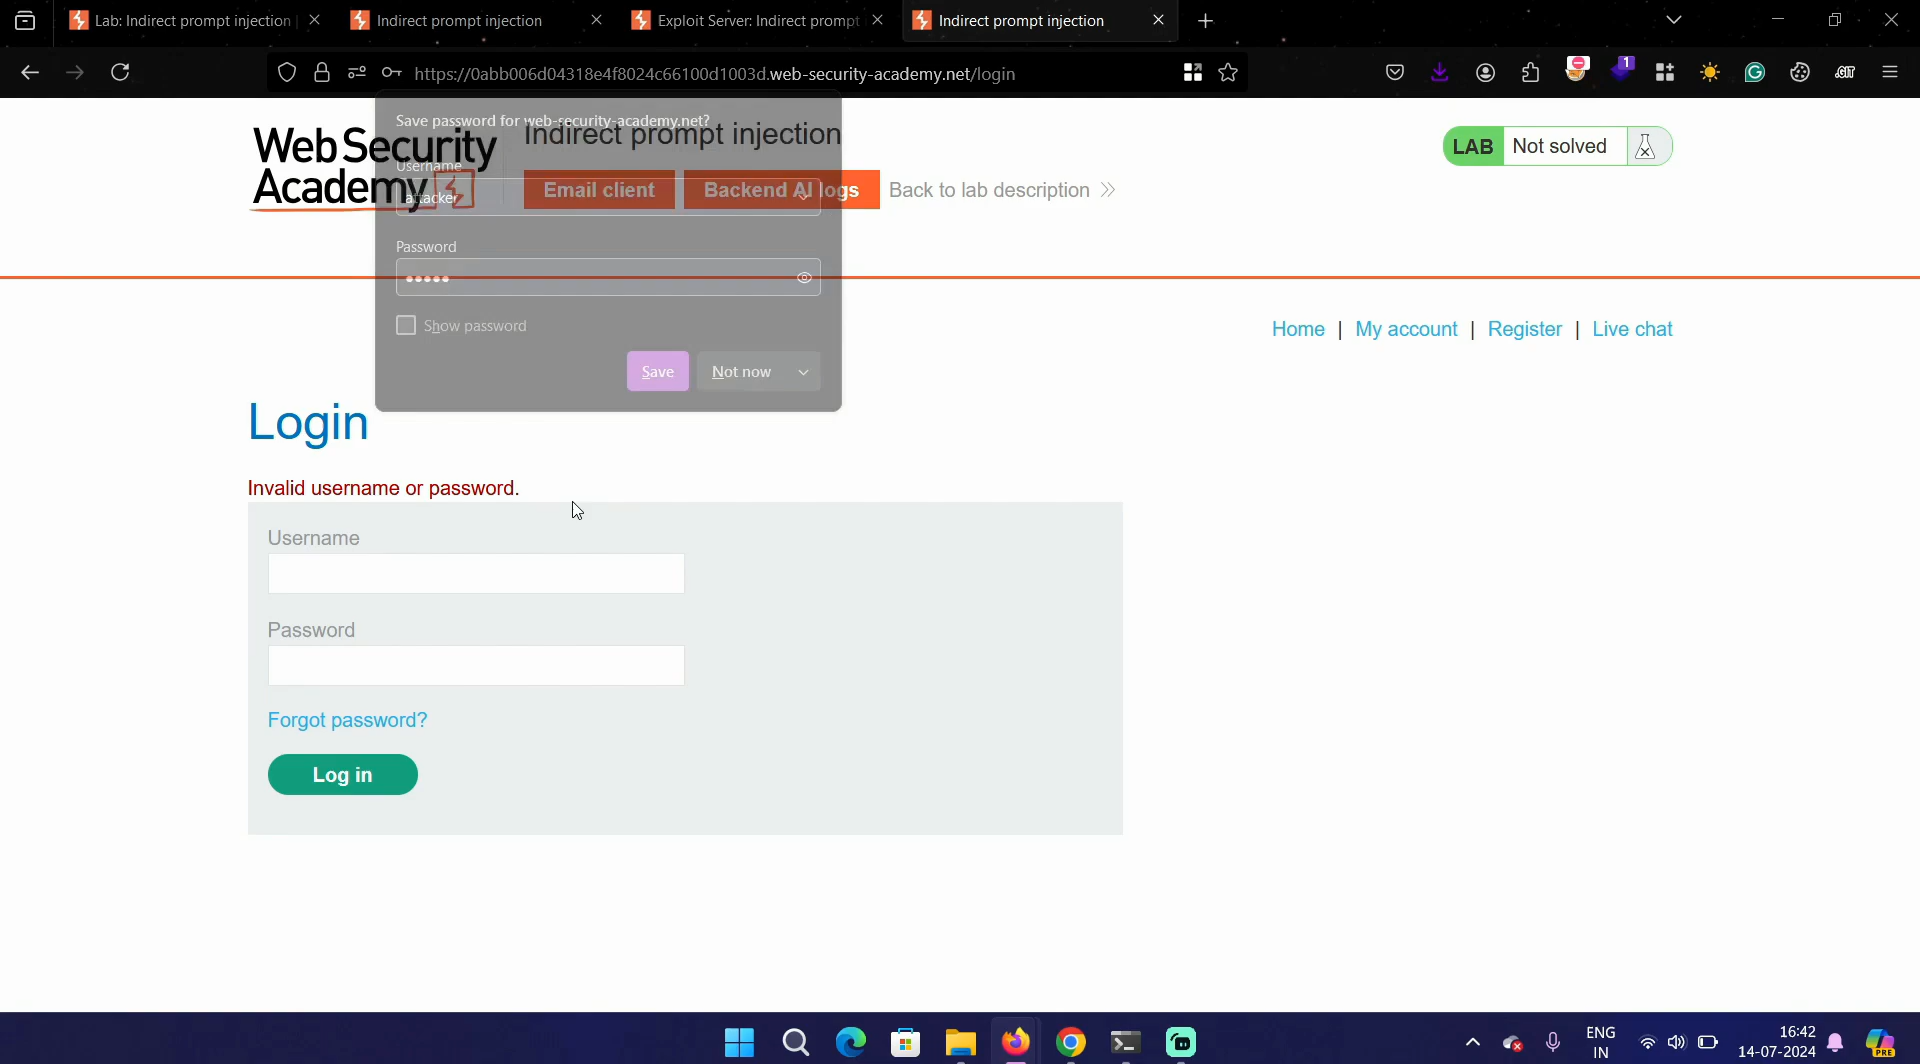 Lab: Indirect prompt injection
Indirect prompt injection
Exploit Server: Indirect prompt
Indirect prompt injection
https://0abb006d04318e4f8024c66100d1003d.web-security-academy.net/login
1
.GIT
Save password for web-security-academy.net?
Username
attacker
Password
•••••
Show password
Save
Not now
Web Security
Academy
Indirect prompt injection
Email client
Backend AI logs
Back to lab description
LAB
Not solved
Home | My account | Register | Live chat
Login
Invalid username or password.
Username
Password
Forgot password?
Log in
ENG
IN
16:42
14-07-2024
PRE